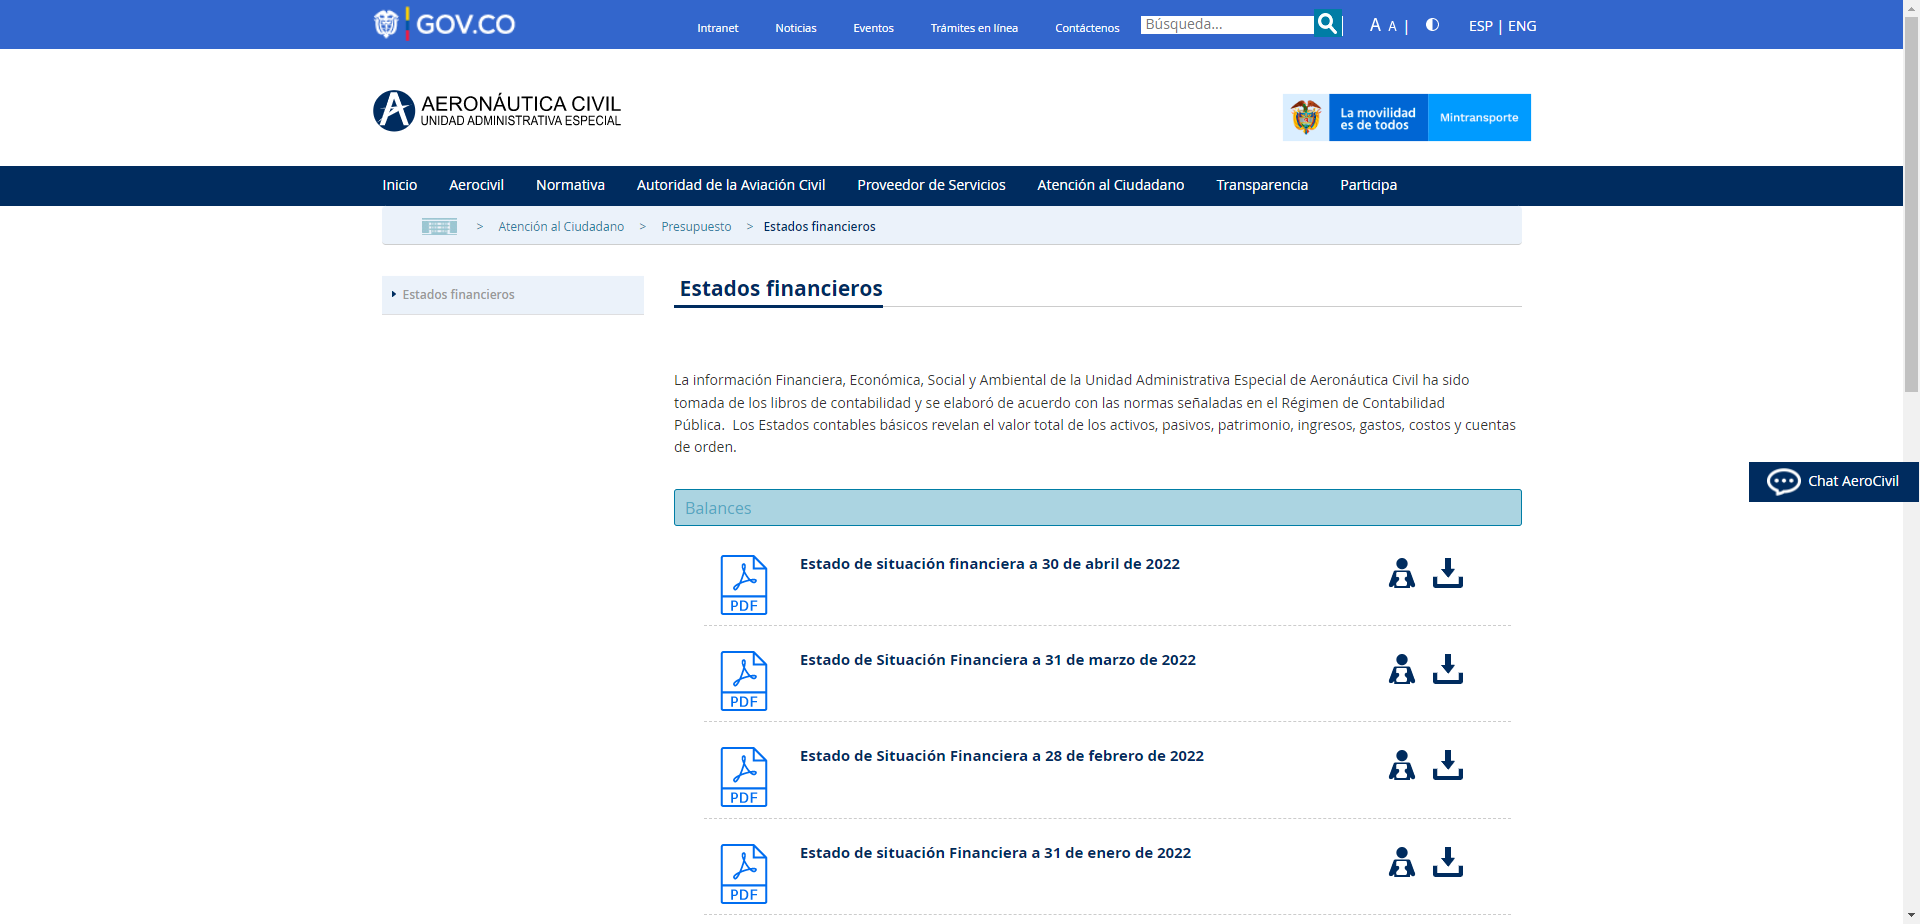 GOV.CO
Intranet Noticias Eventos Trámites en línea Contáctenos Búsqueda... A A | ESP | ENG
AERONÁUTICA CIVIL
UNIDAD ADMINISTRATIVA ESPECIAL
La movilidad
es de todos
Mintransporte
Inicio Aerocivil Normativa Autoridad de la Aviación Civil Proveedor de Servicios Atención al Ciudadano Transparencia Participa
> Atención al Ciudadano > Presupuesto > Estados financieros
Estados financieros
Estados financieros
La información Financiera, Económica, Social y Ambiental de la Unidad Administrativa Especial de Aeronáutica Civil ha sido
tomada de los libros de contabilidad y se elaboró de acuerdo con las normas señaladas en el Régimen de Contabilidad
Pública.  Los Estados contables básicos revelan el valor total de los activos, pasivos, patrimonio, ingresos, gastos, costos y cuentas
de orden.
Chat AeroCivil
Balances
Estado de situación financiera a 30 de abril de 2022
PDF
Estado de Situación Financiera a 31 de marzo de 2022
PDF
Estado de Situación Financiera a 28 de febrero de 2022
PDF
Estado de situación Financiera a 31 de enero de 2022
PDF